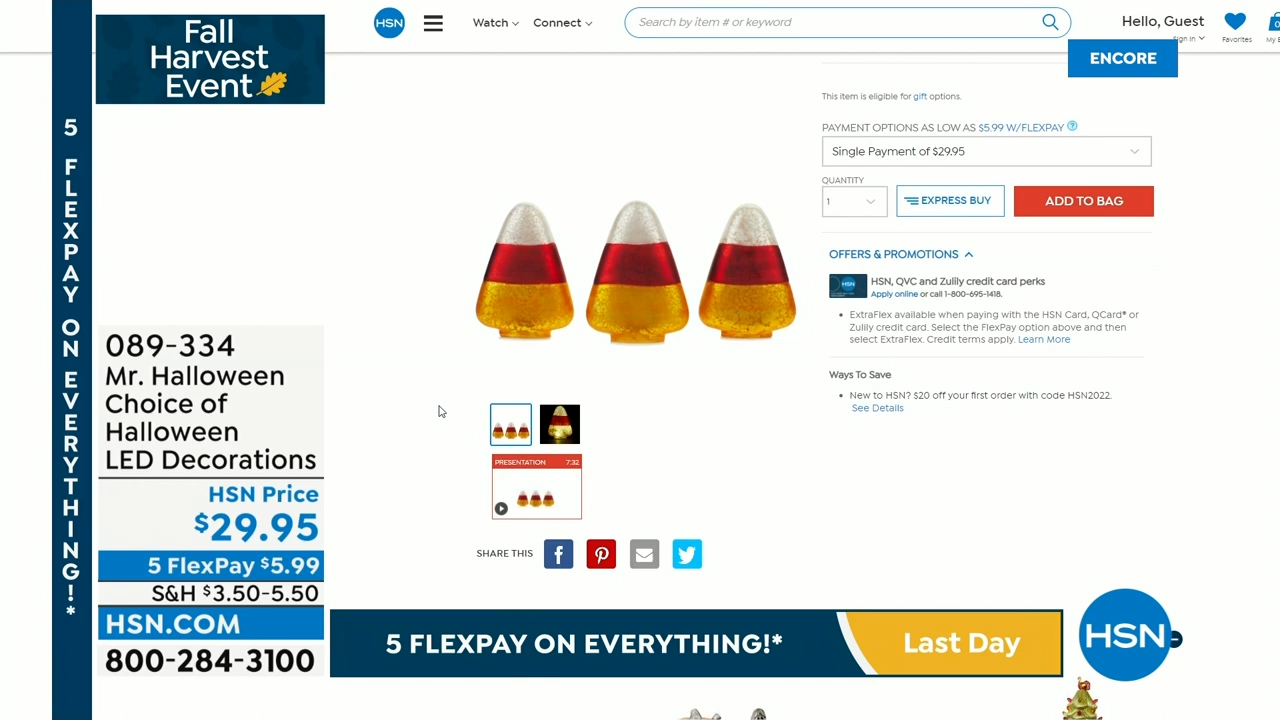 Fall
Harvest
Event
5 FLEXPAY ON EVERYTHING!*
HSN
Watch
Connect
Search by item # or keyword
Hello, Guest
Sign In
Favorites
0
ENCORE
This item is eligible for gift options.
PAYMENT OPTIONS AS LOW AS $5.99 W/FLEXPAY ?
Single Payment of $29.95
QUANTITY
1
EXPRESS BUY
ADD TO BAG
OFFERS & PROMOTIONS
HSN, QVC and Zulily credit card perks
Apply online or call 1-800-695-1418.
• ExtraFlex available when paying with the HSN Card, QCard® or
Zulily credit card. Select the FlexPay option above and then
select ExtraFlex. Credit terms apply. Learn More
Ways To Save
• New to HSN? $20 off your first order with code HSN2022.
See Details
PRESENTATION 7:32
SHARE THIS
089-334
Mr. Halloween
Choice of
Halloween
LED Decorations
HSN Price
$29.95
5 FlexPay $5.99
S&H $3.50-5.50
HSN.COM
800-284-3100
5 FLEXPAY ON EVERYTHING!*
Last Day
HSN